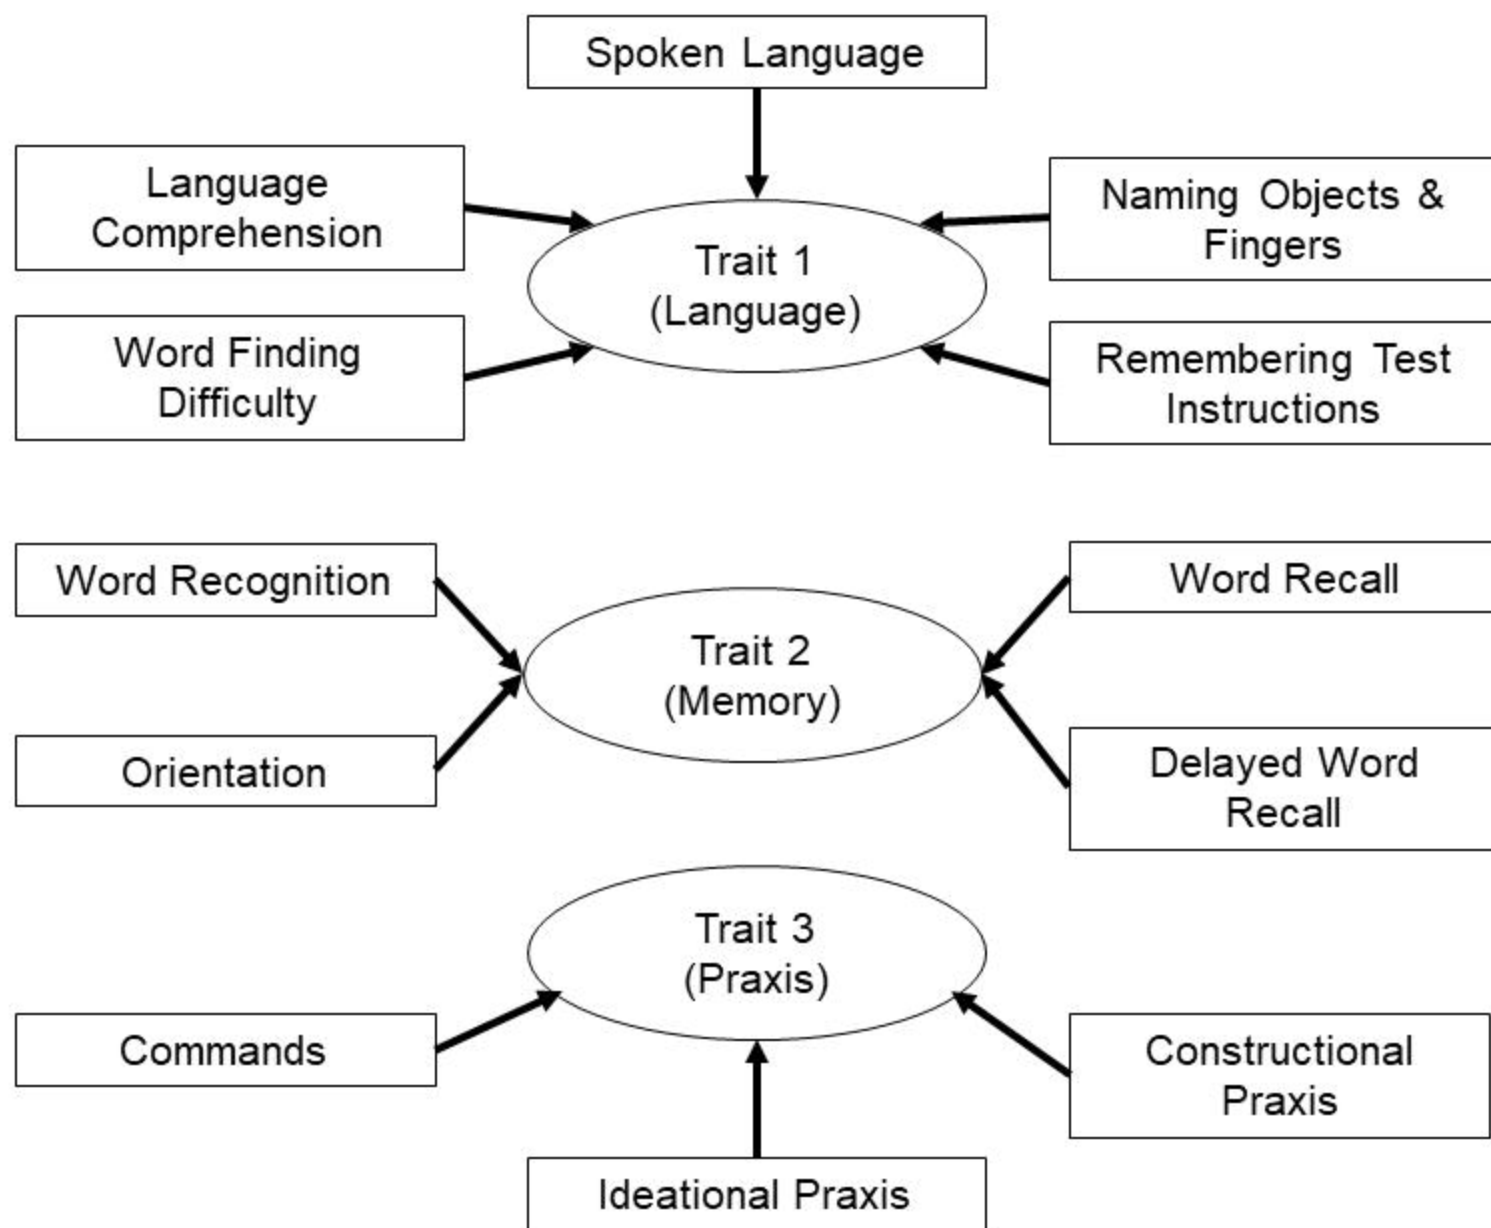 Spoken Language
Language
Comprehension
Naming Objects &
Fingers
Trait 1
(Language)
Word Finding
Difficulty
Remembering Test
Instructions
Word Recognition
Word Recall
Trait 2
(Memory)
Orientation
Delayed Word
Recall
Trait 3
(Praxis)
Commands
Constructional
Praxis
Ideational Praxis